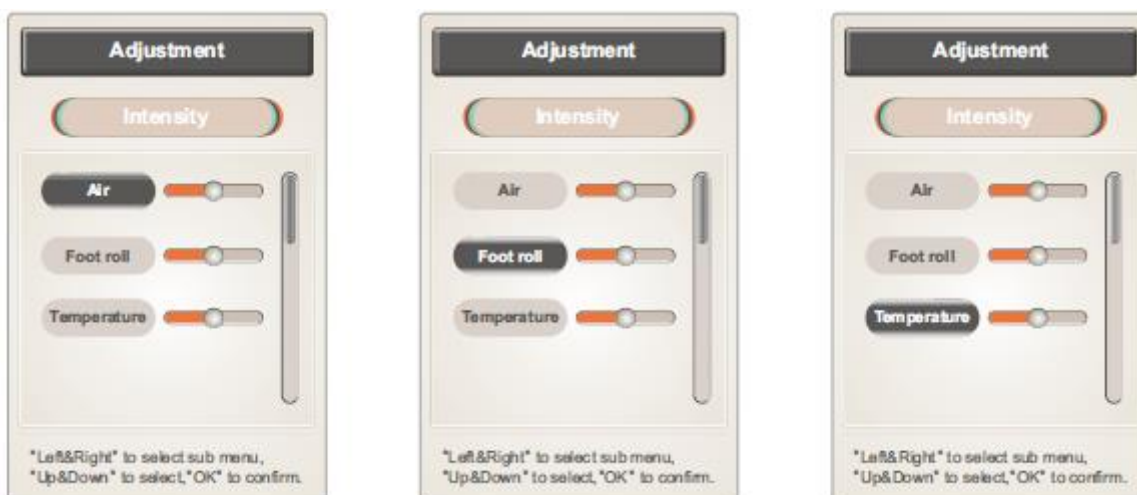 Adjustment
Intensity
Air
Foot roll
Temperature
"Left&Right" to select sub menu,
"Up&Down" to select,"OK" to confirm.
Adjustment
Intensity
Air
Foot roll
Temperature
"Left&Right" to select sub menu,
"Up&Down" to select,"OK" to confirm.
Adjustment
Intensity
Air
Foot roll
Temperature
"Left&Right" to select sub menu,
"Up&Down" to select,"OK" to confirm.